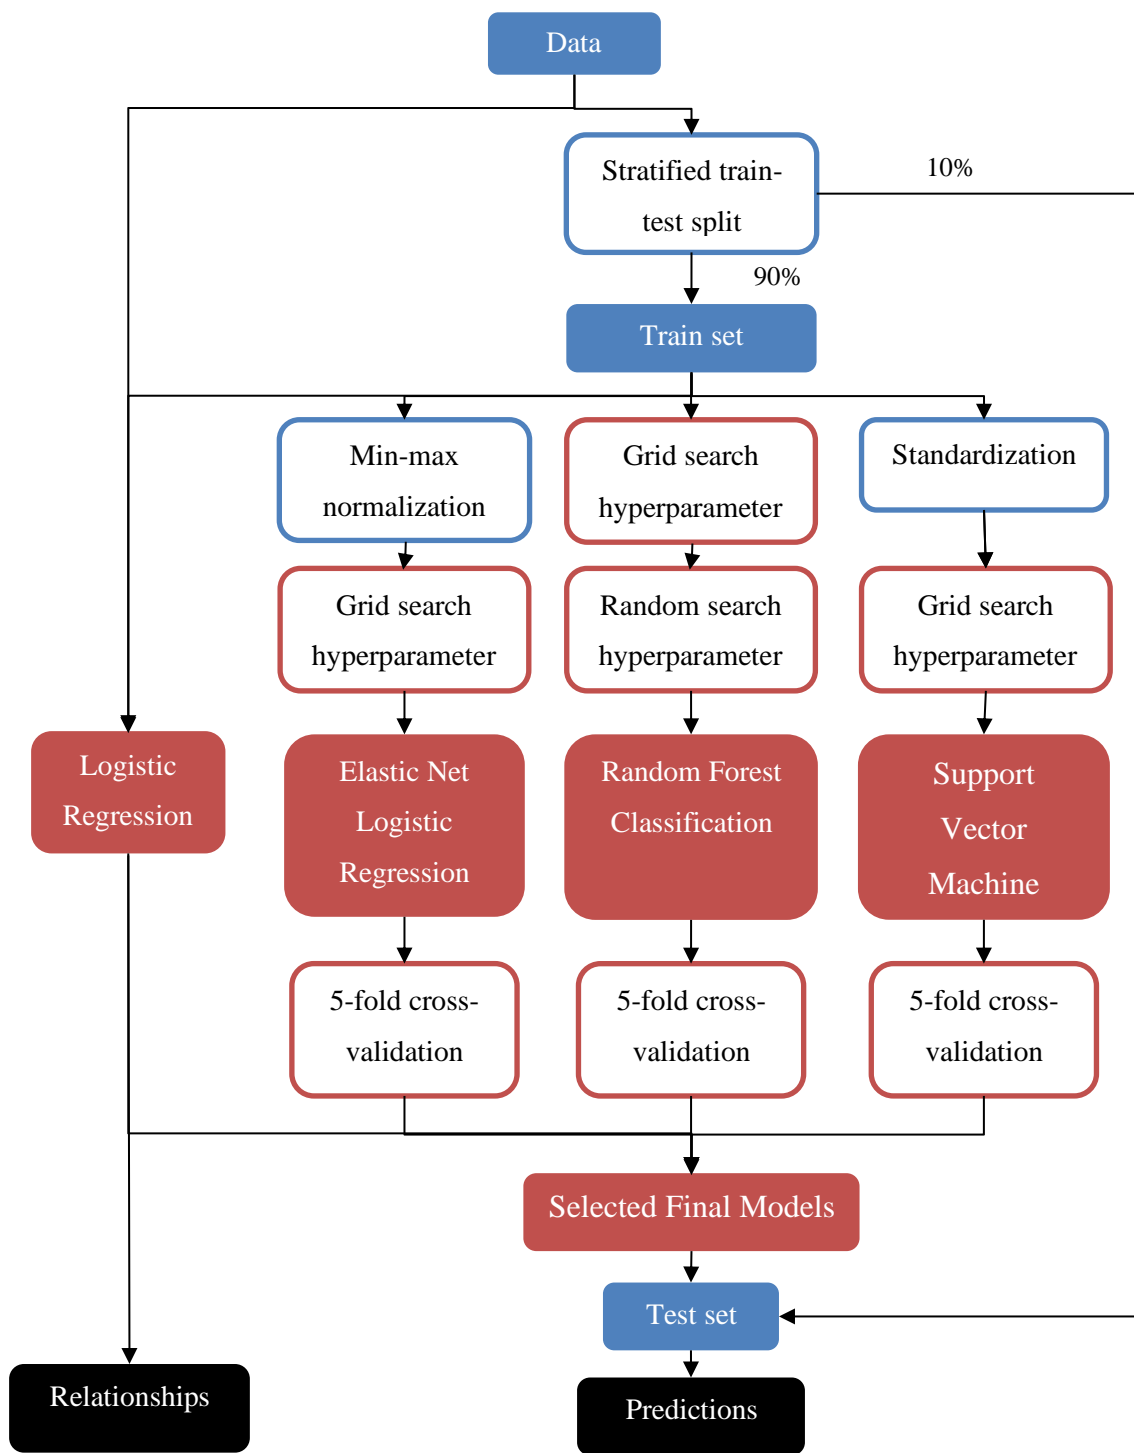 Data
Stratified train-
test split
10%
90%
Train set
Min-max
normalization
Grid search
hyperparameter
Standardization
Grid search
hyperparameter
Random search
hyperparameter
Grid search
hyperparameter
Logistic
Regression
Elastic Net
Logistic
Regression
Random Forest
Classification
Support
Vector
Machine
5-fold cross-
validation
5-fold cross-
validation
5-fold cross-
validation
Selected Final Models
Test set
Relationships
Predictions